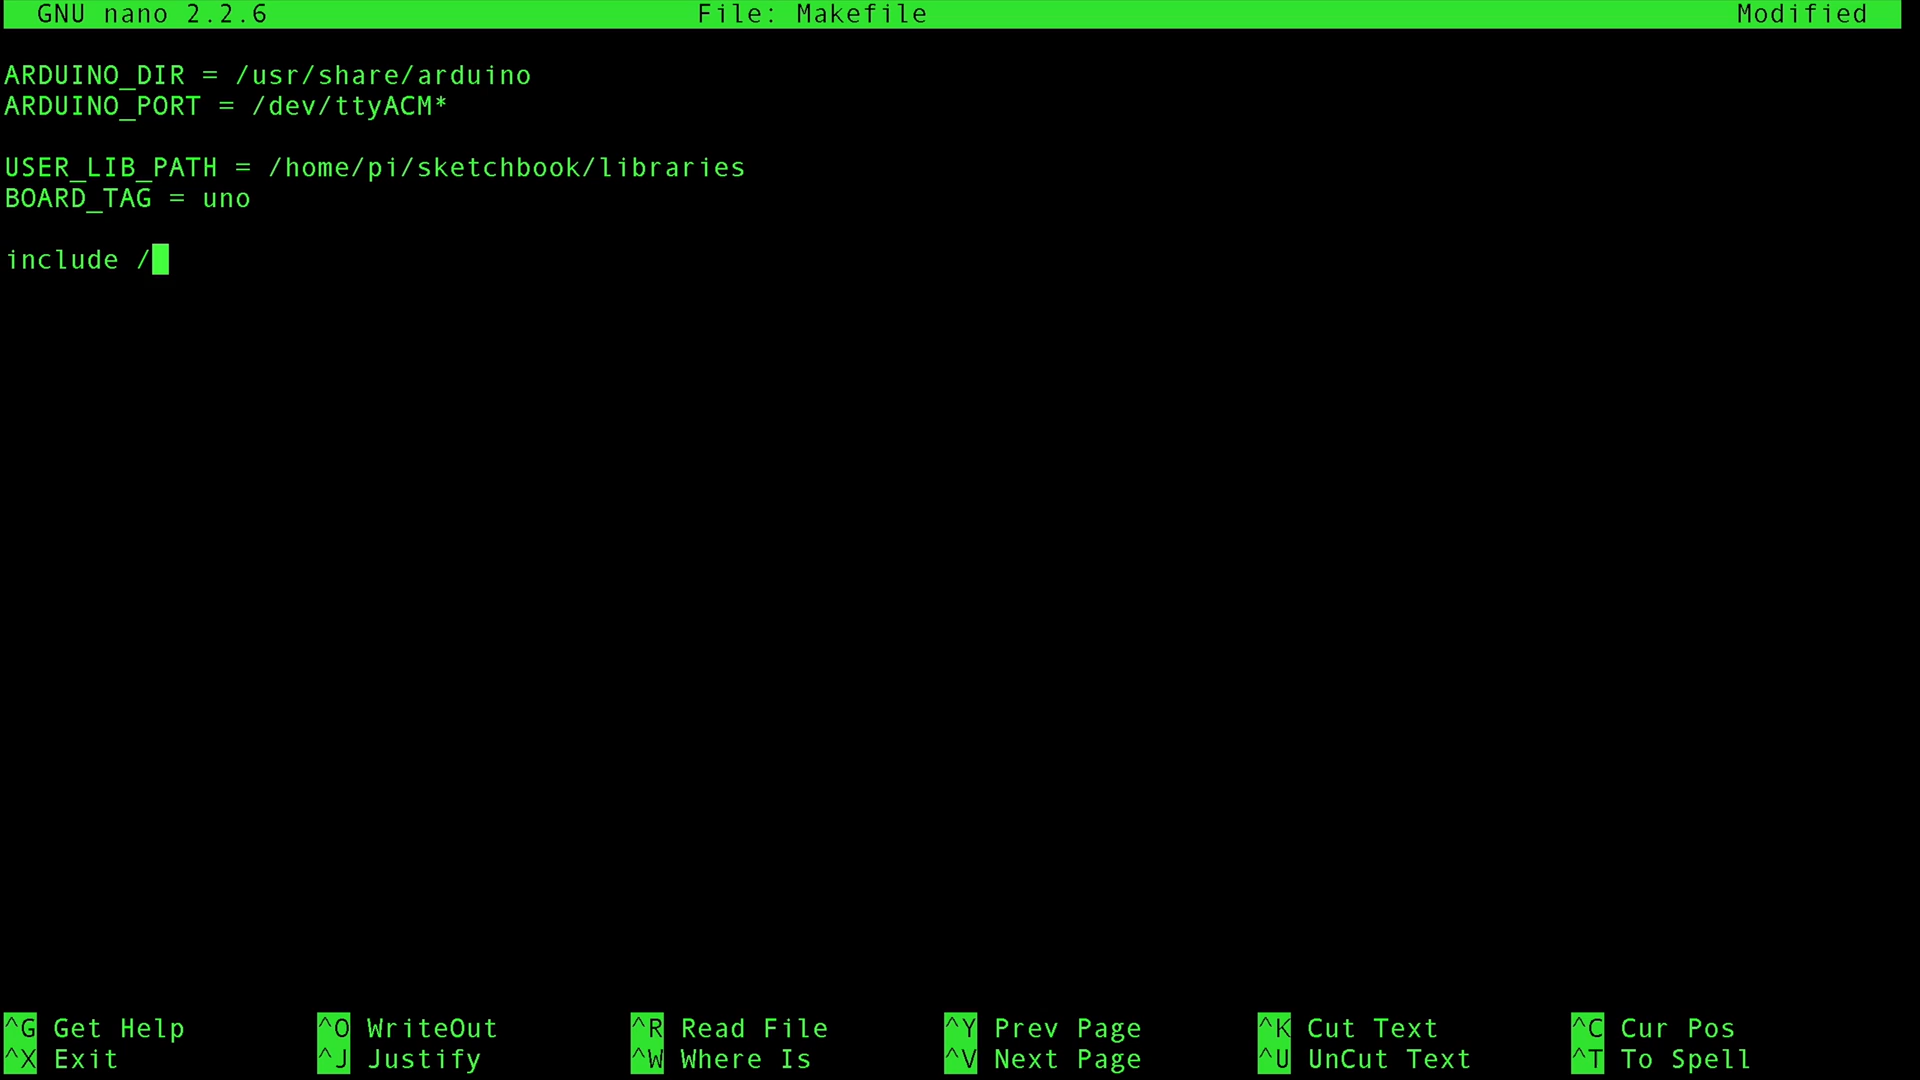 GNU nano 2.2.6 File: Makefile Modified
ARDUINO_DIR = /usr/share/arduino
ARDUINO_PORT = /dev/ttyACM*
USER_LIB_PATH = /home/pi/sketchbook/libraries
BOARD_TAG = uno
include /
^G Get Help ^O WriteOut ^R Read File ^Y Prev Page ^K Cut Text ^C Cur Pos
^X Exit ^J Justify ^W Where Is ^V Next Page ^U UnCut Text ^T To Spell